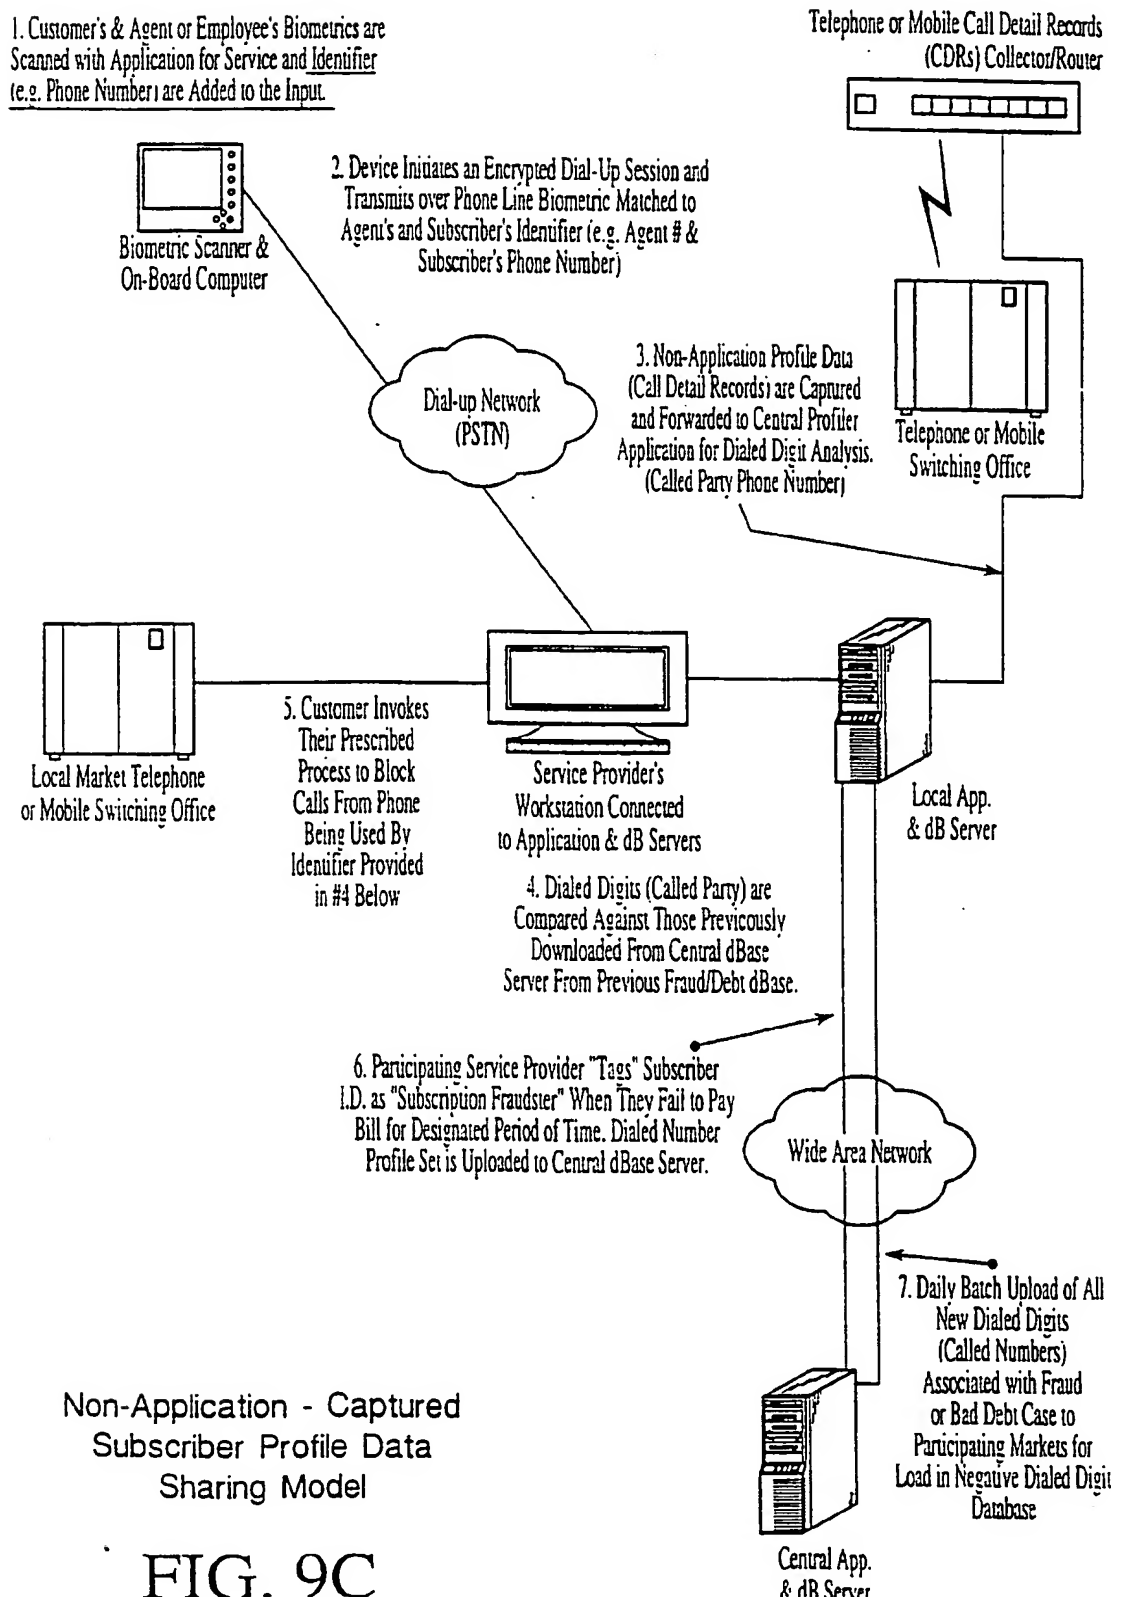 1. Customer's & Agent or Employee's Biometrics are
Scanned with Application for Service and Identifier
(e.g. Phone Number) are Added to the Input.
Telephone or Mobile Call Detail Records
(CDRs) Collector/Router
2. Device Initiates an Encrypted Dial-Up Session and
Transmits over Phone Line Biometric Matched to
Agent's and Subscriber's Identifier (e.g. Agent # &
Subscriber's Phone Number)
Biometric Scanner &
On-Board Computer
3. Non-Application Profile Data
(Call Detail Records) are Captured
and Forwarded to Central Profiler
Application for Dialed Digit Analysis.
(Called Party Phone Number)
Dial-up Network
(PSTN)
Telephone or Mobile
Switching Office
5. Customer Invokes
Their Prescribed
Process to Block
Calls From Phone
Being Used By
Identifier Provided
in #4 Below
Local Market Telephone
or Mobile Switching Office
Service Provider's
Workstation Connected
to Application & dB Servers
Local App.
& dB Server
4. Dialed Digits (Called Party) are
Compared Against Those Previcously
Downloaded From Central dBase
Server From Previous Fraud/Debt dBase.
6. Participating Service Provider "Tags" Subscriber
I.D. as "Subscription Fraudster" When They Fail to Pay
Bill for Designated Period of Time. Dialed Number
Profile Set is Uploaded to Central dBase Server.
Wide Area Network
7. Daily Batch Upload of All
New Dialed Digits
(Called Numbers)
Associated with Fraud
or Bad Debt Case to
Participating Markets for
Load in Negative Dialed Digit
Database
Non-Application - Captured
Subscriber Profile Data
Sharing Model
FIG. 9C
Central App.
& dB Server